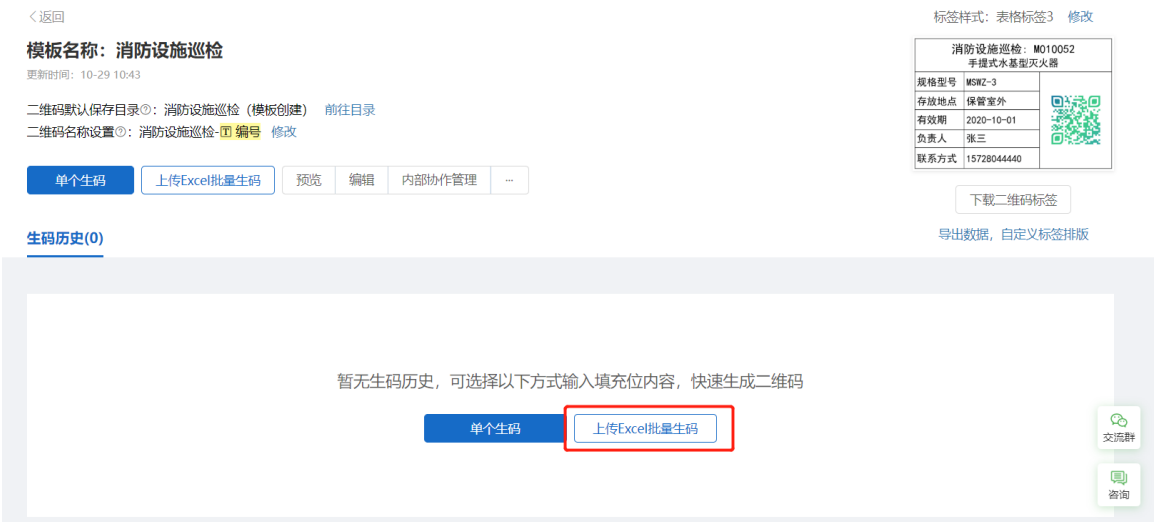 <返回
标签样式：表格标签3 修改
模板名称：消防设施巡检
更新时间：10-29 10:43
二维码默认保存目录?：消防设施巡检（模板创建） 前往目录
二维码名称设置?：消防设施巡检-T 编号 修改
消防设施巡检：M010052
手提式水基型灭火器
规格型号 MSWZ-3
存放地点 保管室外
有效期 2020-10-01
负责人 张三
联系方式 15728044440
单个生码 上传Excel批量生码 预览 编辑 内部协作管理 ...
下载二维码标签
生码历史(0)
导出数据，自定义标签排版
暂无生码历史，可选择以下方式输入填充位内容，快速生成二维码
单个生码 上传Excel批量生码
交流群
咨询